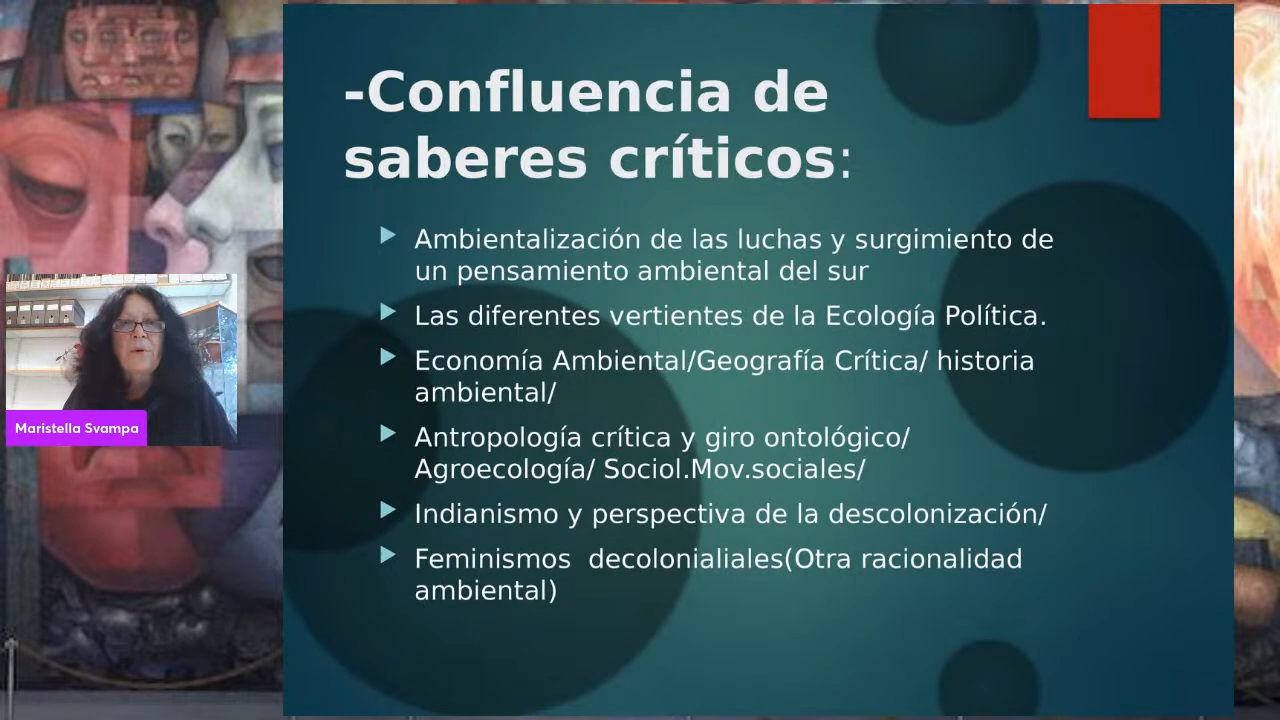 -Confluencia de
saberes críticos:
Ambientalización de las luchas y surgimiento de
un pensamiento ambiental del sur
Las diferentes vertientes de la Ecología Política.
Economía Ambiental/Geografía Crítica/ historia
ambiental/
Antropología crítica y giro ontológico/
Agroecología/ Sociol.Mov.sociales/
Indianismo y perspectiva de la descolonización/
Feminismos  decolonialiales(Otra racionalidad
ambiental)
Maristella Svampa